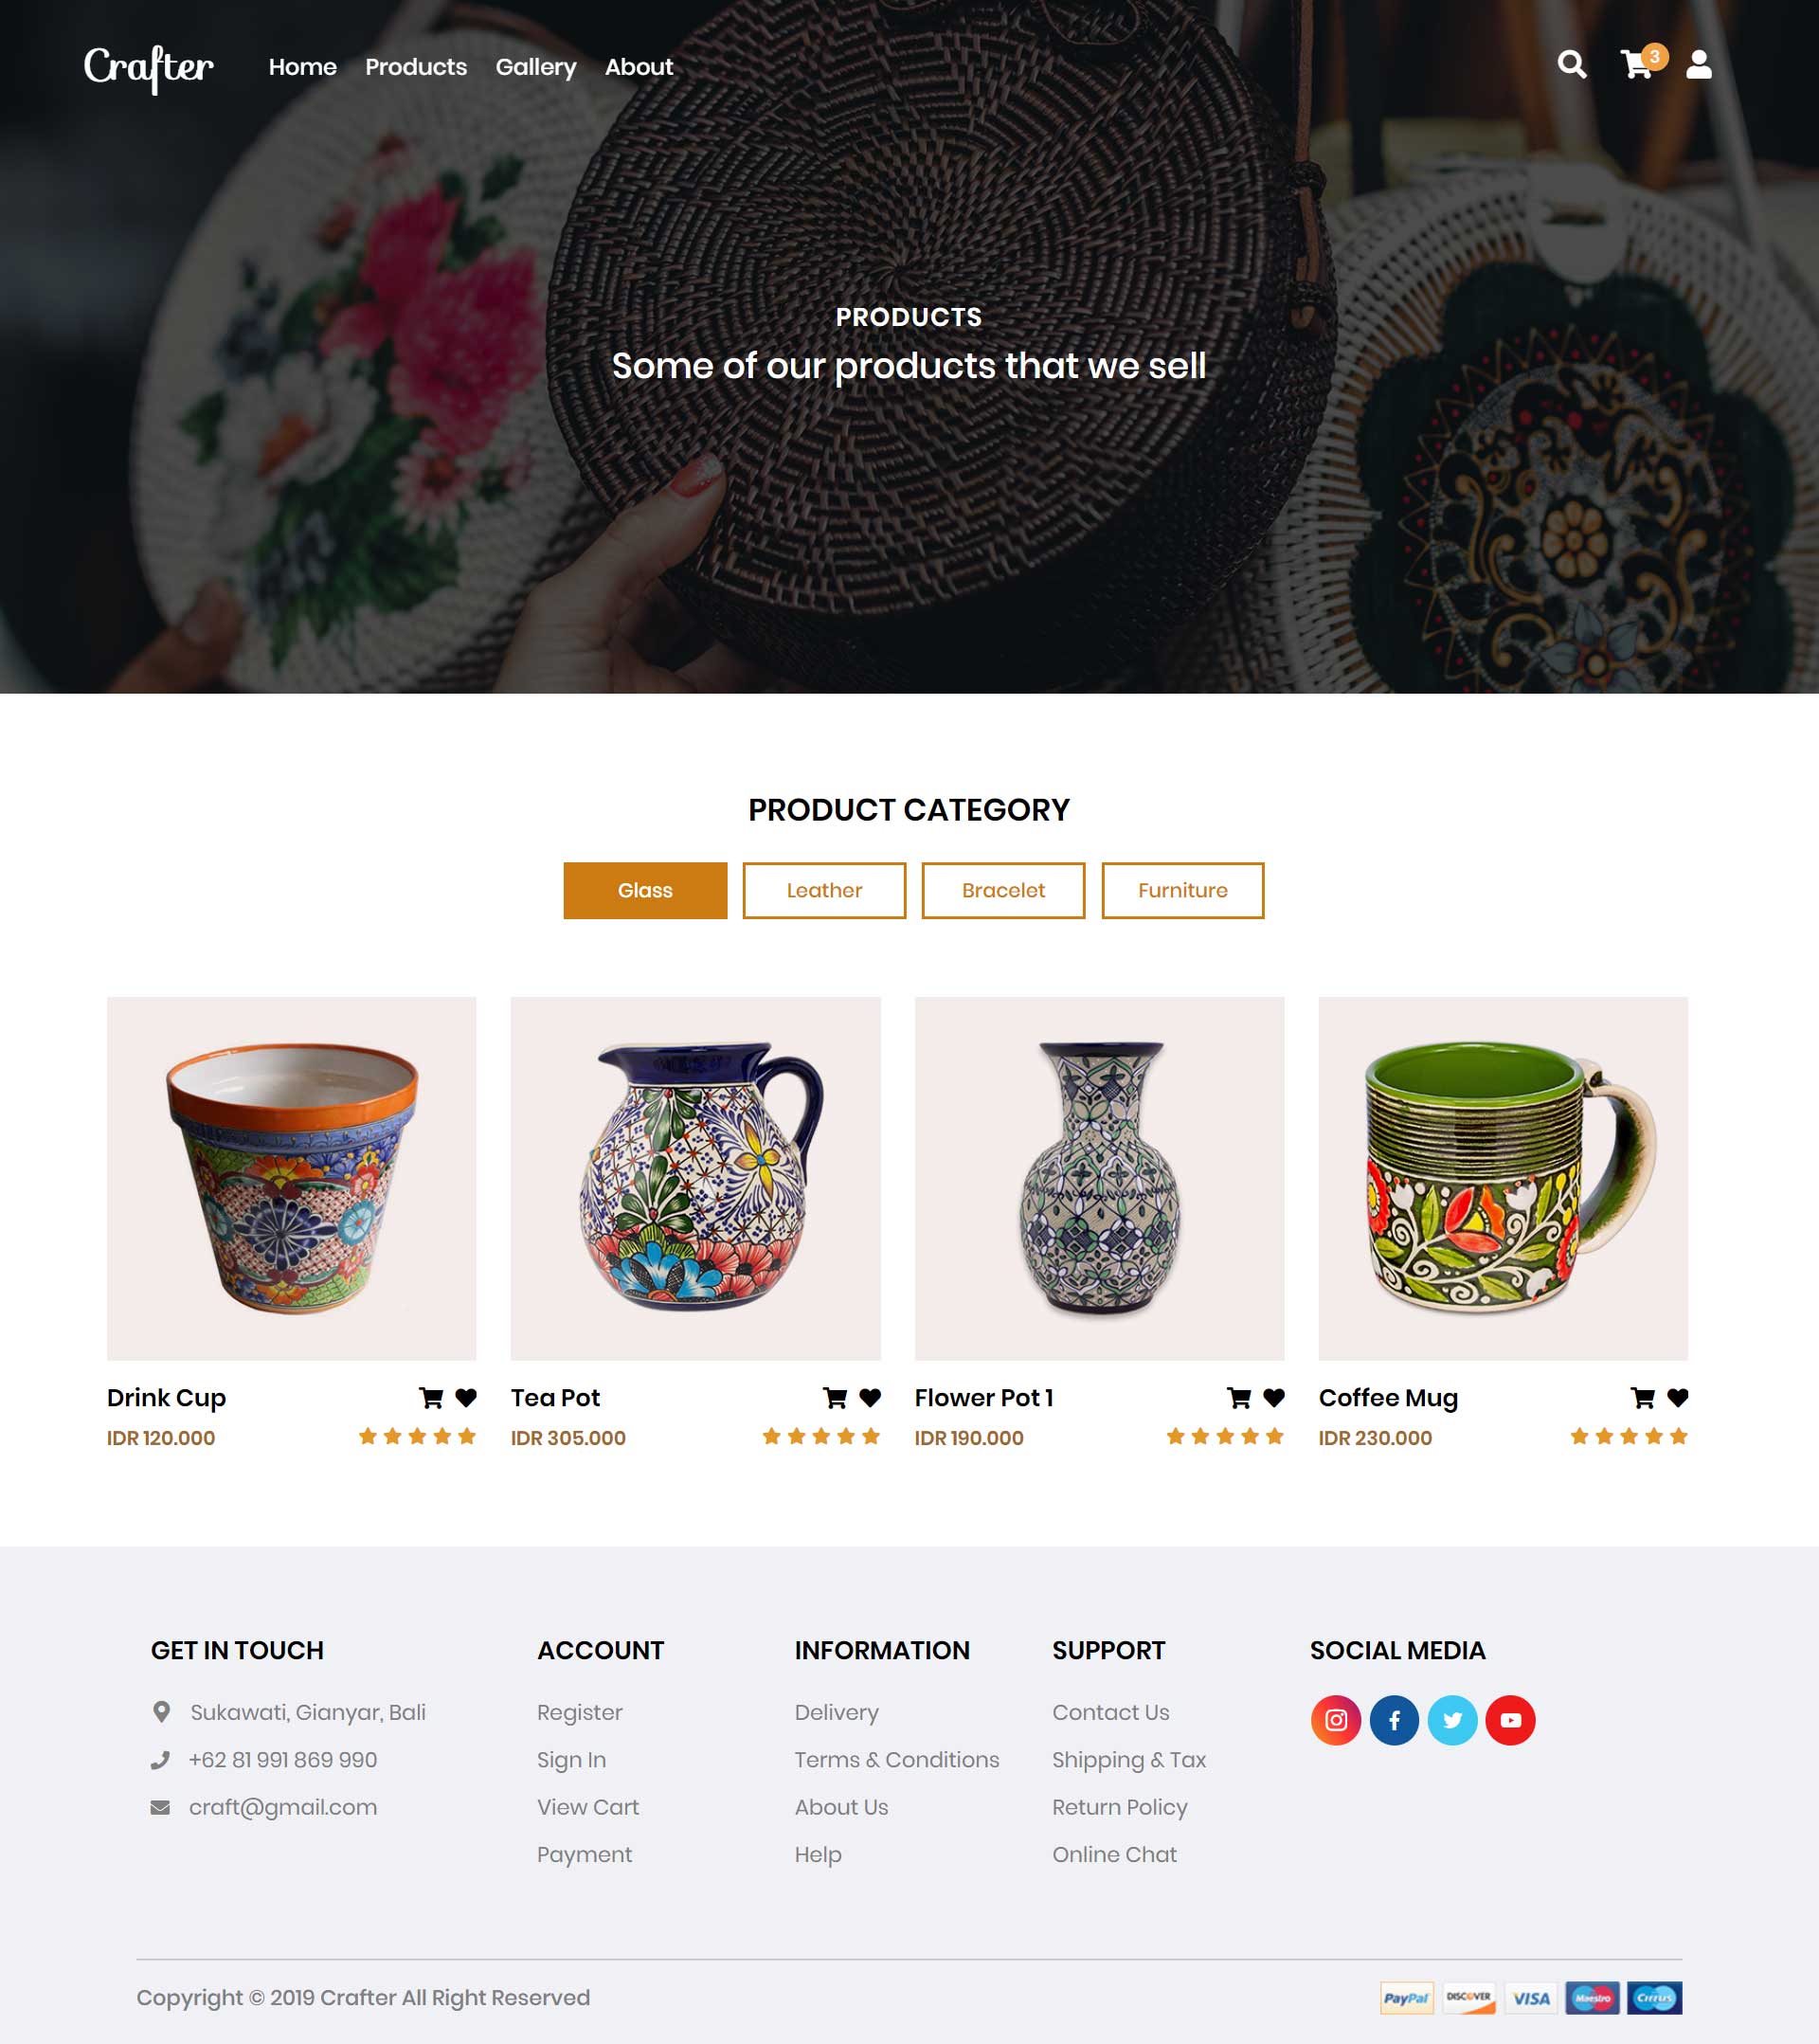 Crafter
Home Products Gallery About
3
PRODUCTS
Some of our products that we sell
PRODUCT CATEGORY
Glass Leather Bracelet Furniture
Drink Cup
IDR 120.000
Tea Pot
IDR 305.000
Flower Pot 1
IDR 190.000
Coffee Mug
IDR 230.000
GET IN TOUCH
Sukawati, Gianyar, Bali
+62 81 991 869 990
craft@gmail.com
ACCOUNT
Register
Sign In
View Cart
Payment
INFORMATION
Delivery
Terms & Conditions
About Us
Help
SUPPORT
Contact Us
Shipping & Tax
Return Policy
Online Chat
SOCIAL MEDIA
Copyright © 2019 Crafter All Right Reserved
PayPal DISCOVER VISA Maestro Cirrus